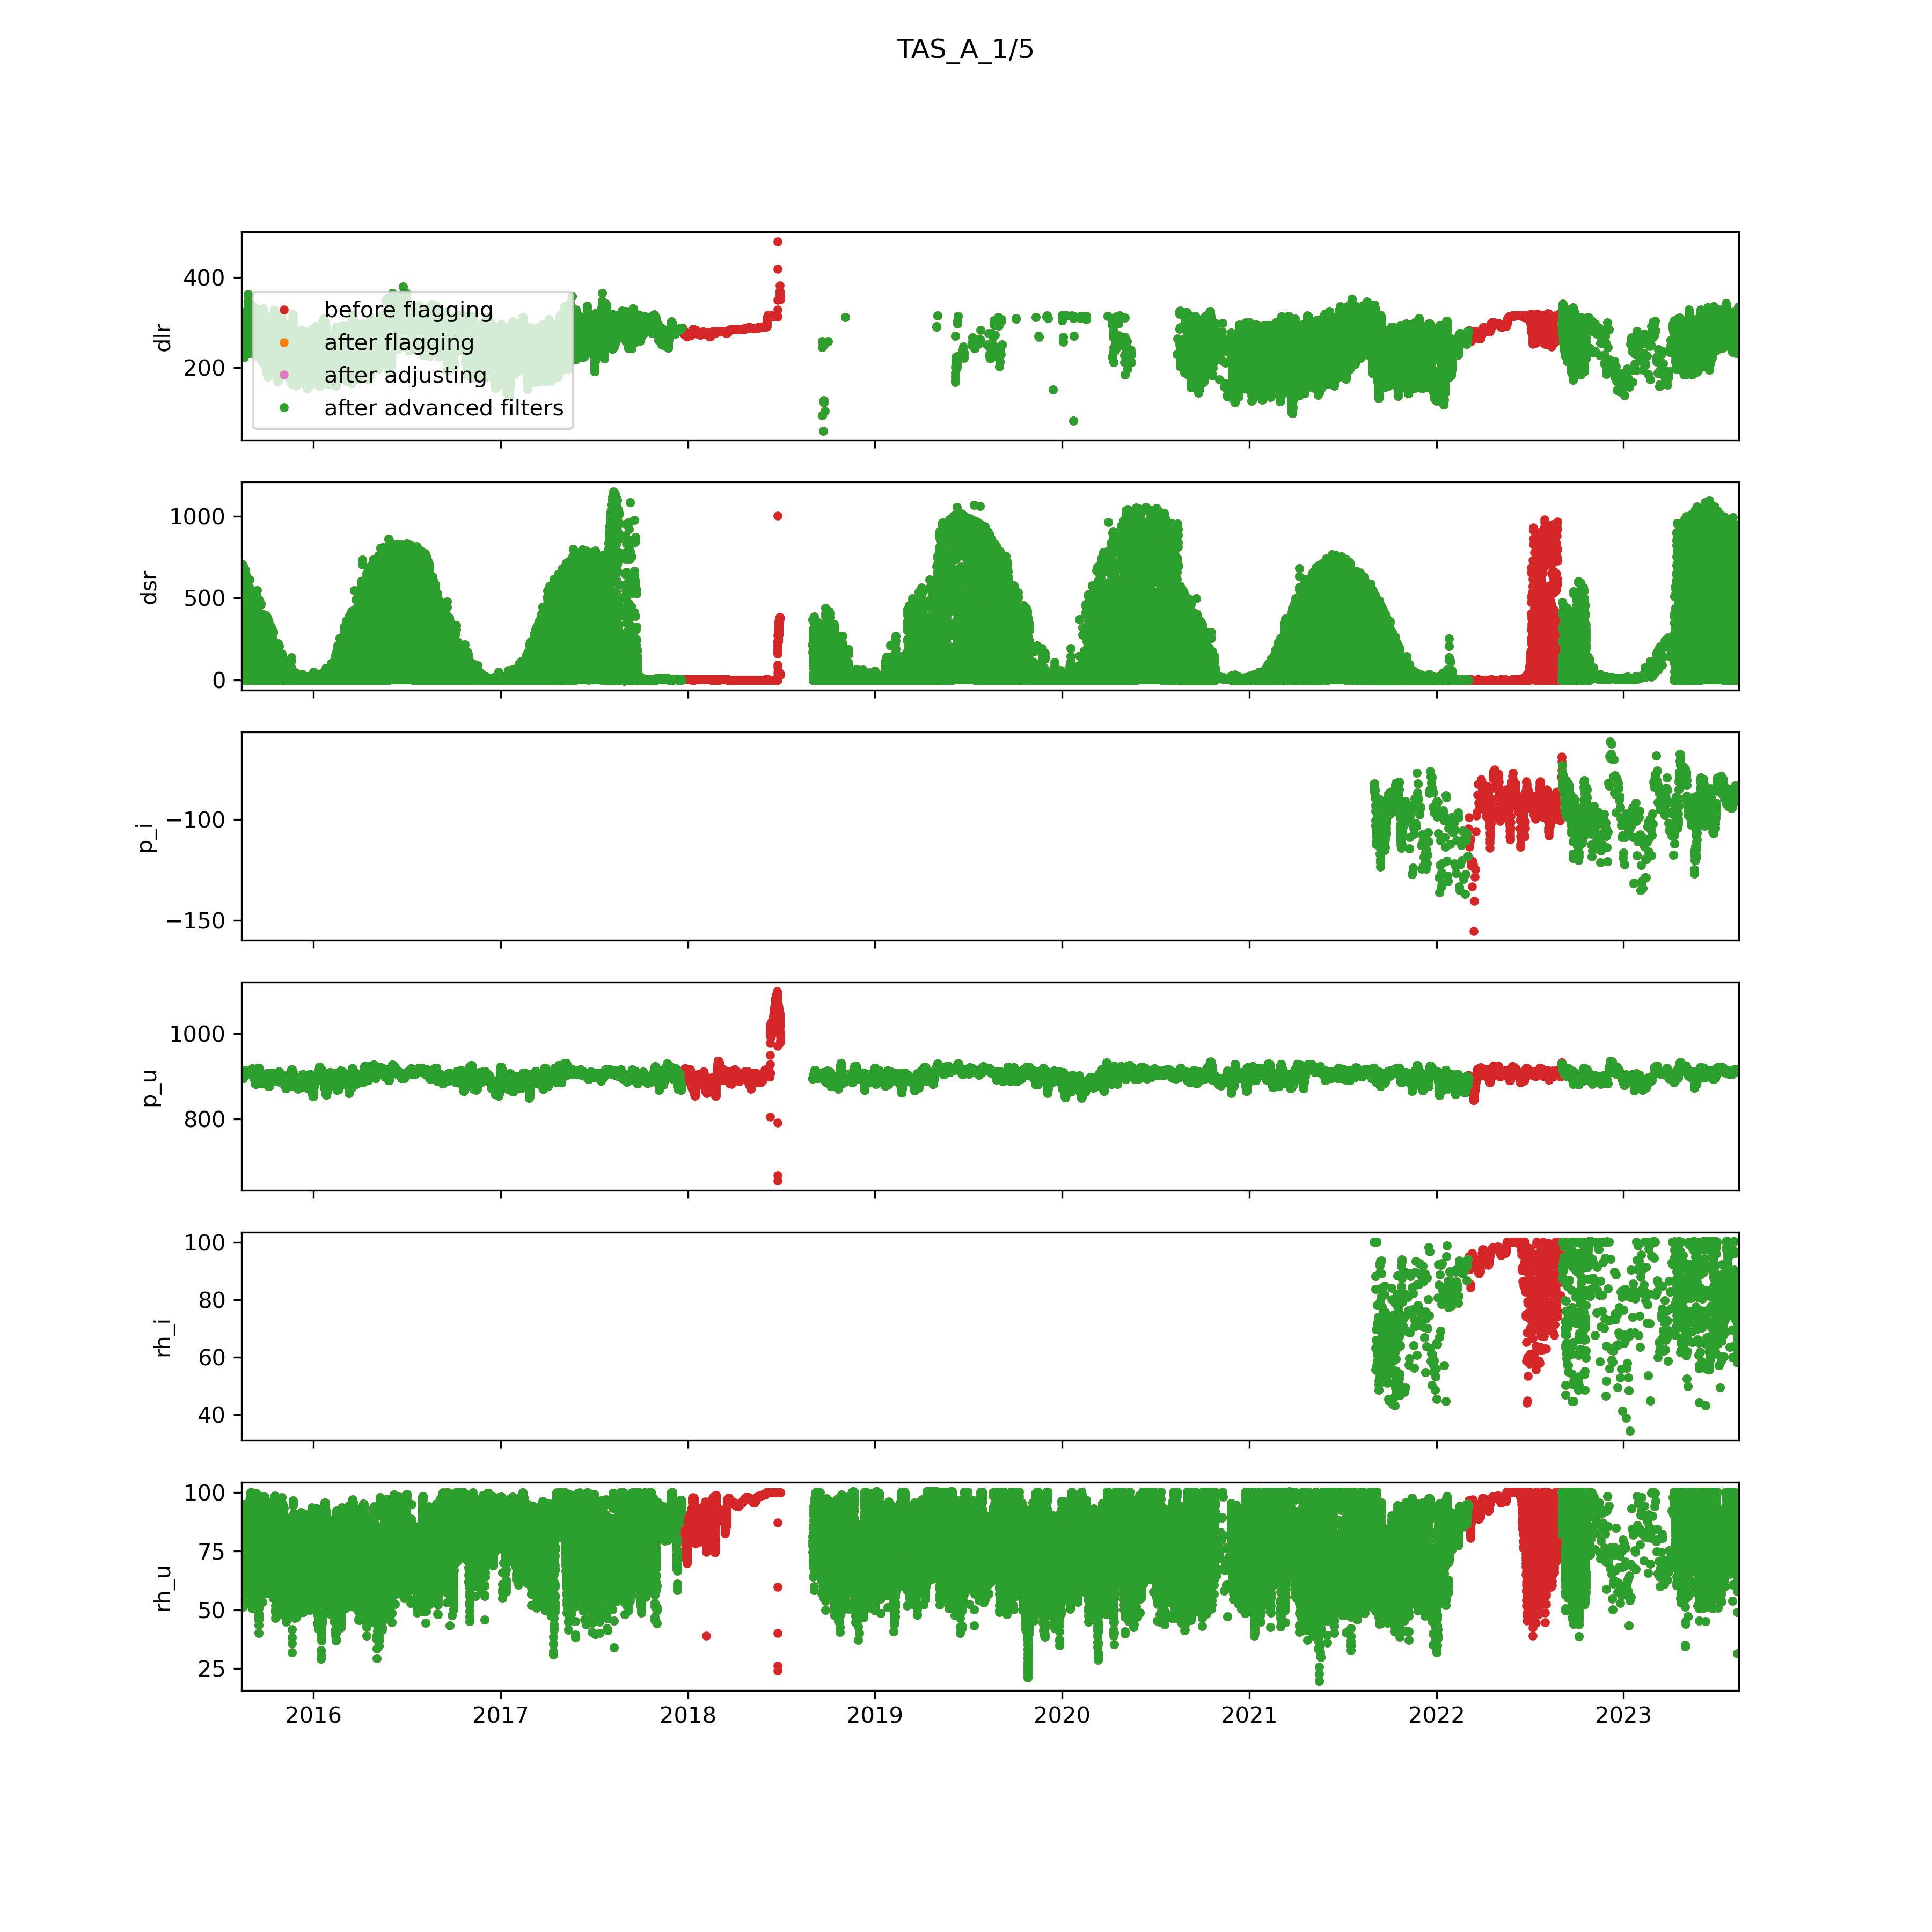 TAS_A_1/5
400
200
dlr
before flagging
after flagging
after adjusting
after advanced filters
1000
500
0
dsr
−100
−150
p_i
1000
800
p_u
100
80
60
40
rh_i
100
75
50
25
rh_u
2016 2017 2018 2019 2020 2021 2022 2023